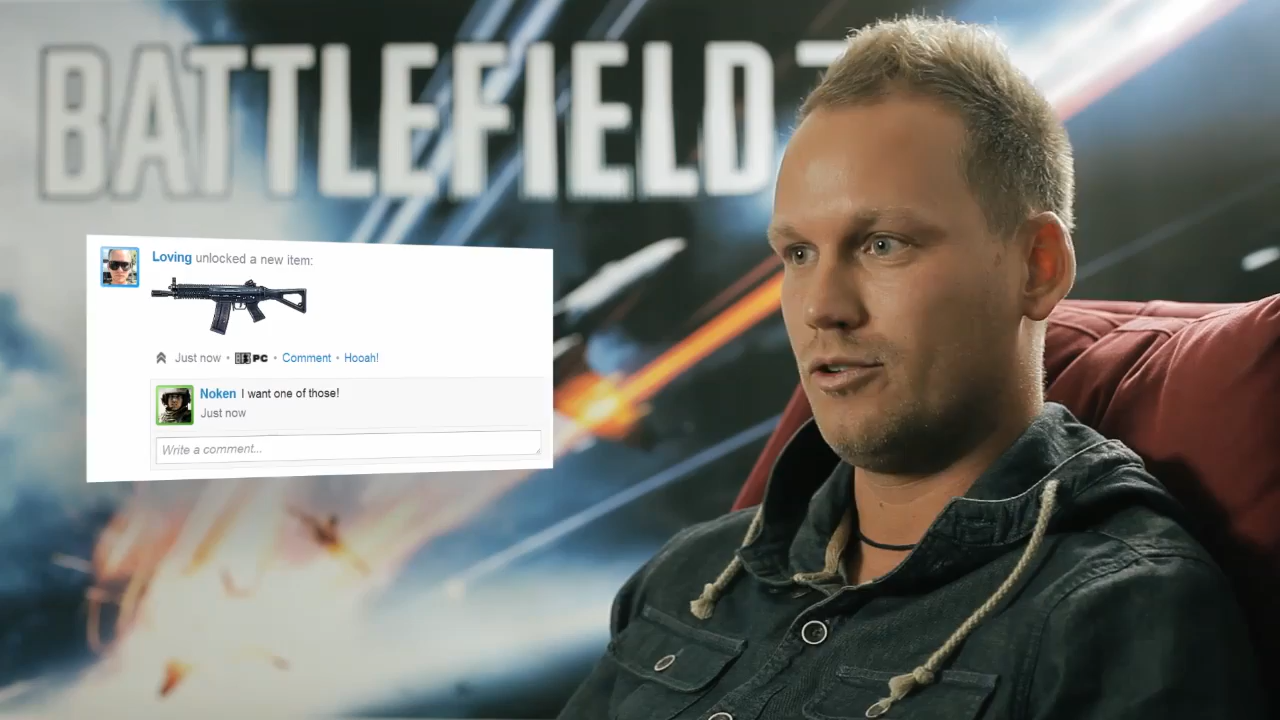 BATTLEFIELD
Loving unlocked a new item:
Just now • PC • Comment • Hooah!
Noken I want one of those!
Just now
Write a comment...